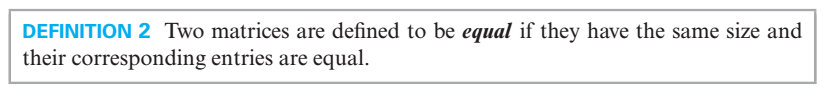 DEFINITION 2 Two matrices are defined to be equal if they have the same size and
their corresponding entries are equal.